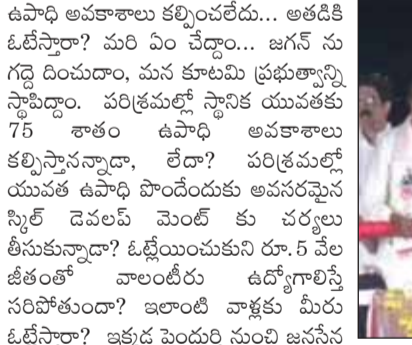 ఉపాధి అవకాశాలు కల్పించలేదు... అతడికి
ఓటేస్తారా? మరి ఏం చేద్దాం... జగన్ ను
గద్దె దించుదాం, మన కూటమి ప్రభుత్వాన్ని
స్థాపిద్దాం. పరిశ్రమల్లో స్థానిక యువతకు
75 శాతం ఉపాధి అవకాశాలు
కల్పిస్తానన్నాడా, లేదా? పరిశ్రమల్లో
యువత ఉపాధి పొందేందుకు అవసరమైన
స్కిల్ డెవలప్ మెంట్ కు చర్యలు
తీసుకున్నాడా? ఓట్లేయించుకుని రూ.5 వేల
జీతంతో వాలంటీరు ఉద్యోగాలిస్తే
సరిపోతుందా? ఇలాంటి వాళ్లకు మీరు
ఓటేస్తారా? ఇక్కడ పెందుర్తి నుంచి జనసేన